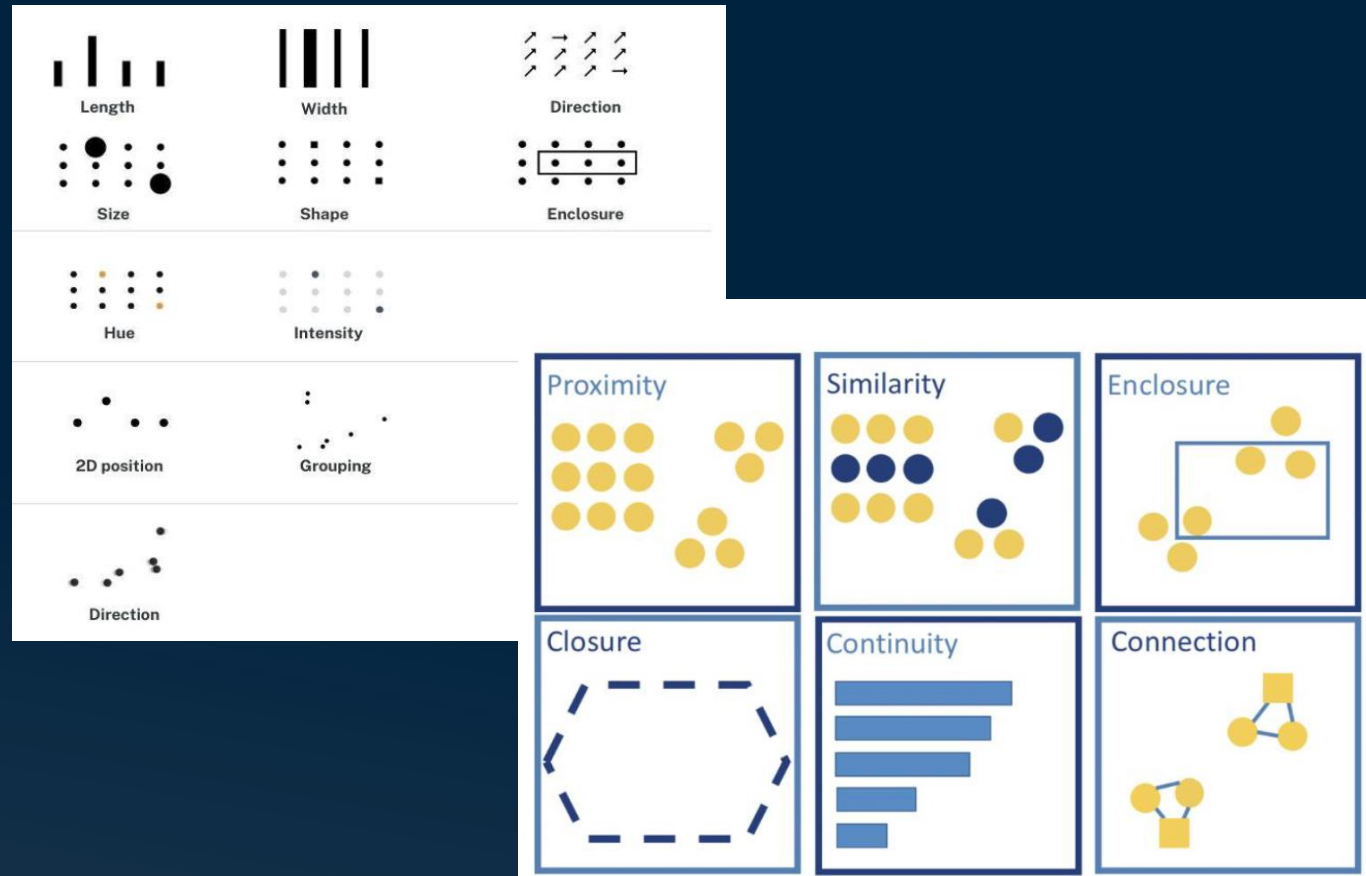 Length
Width
Direction
Size
Shape
Enclosure
Hue
Intensity
2D position
Grouping
Direction
Proximity
Similarity
Enclosure
Closure
Continuity
Connection